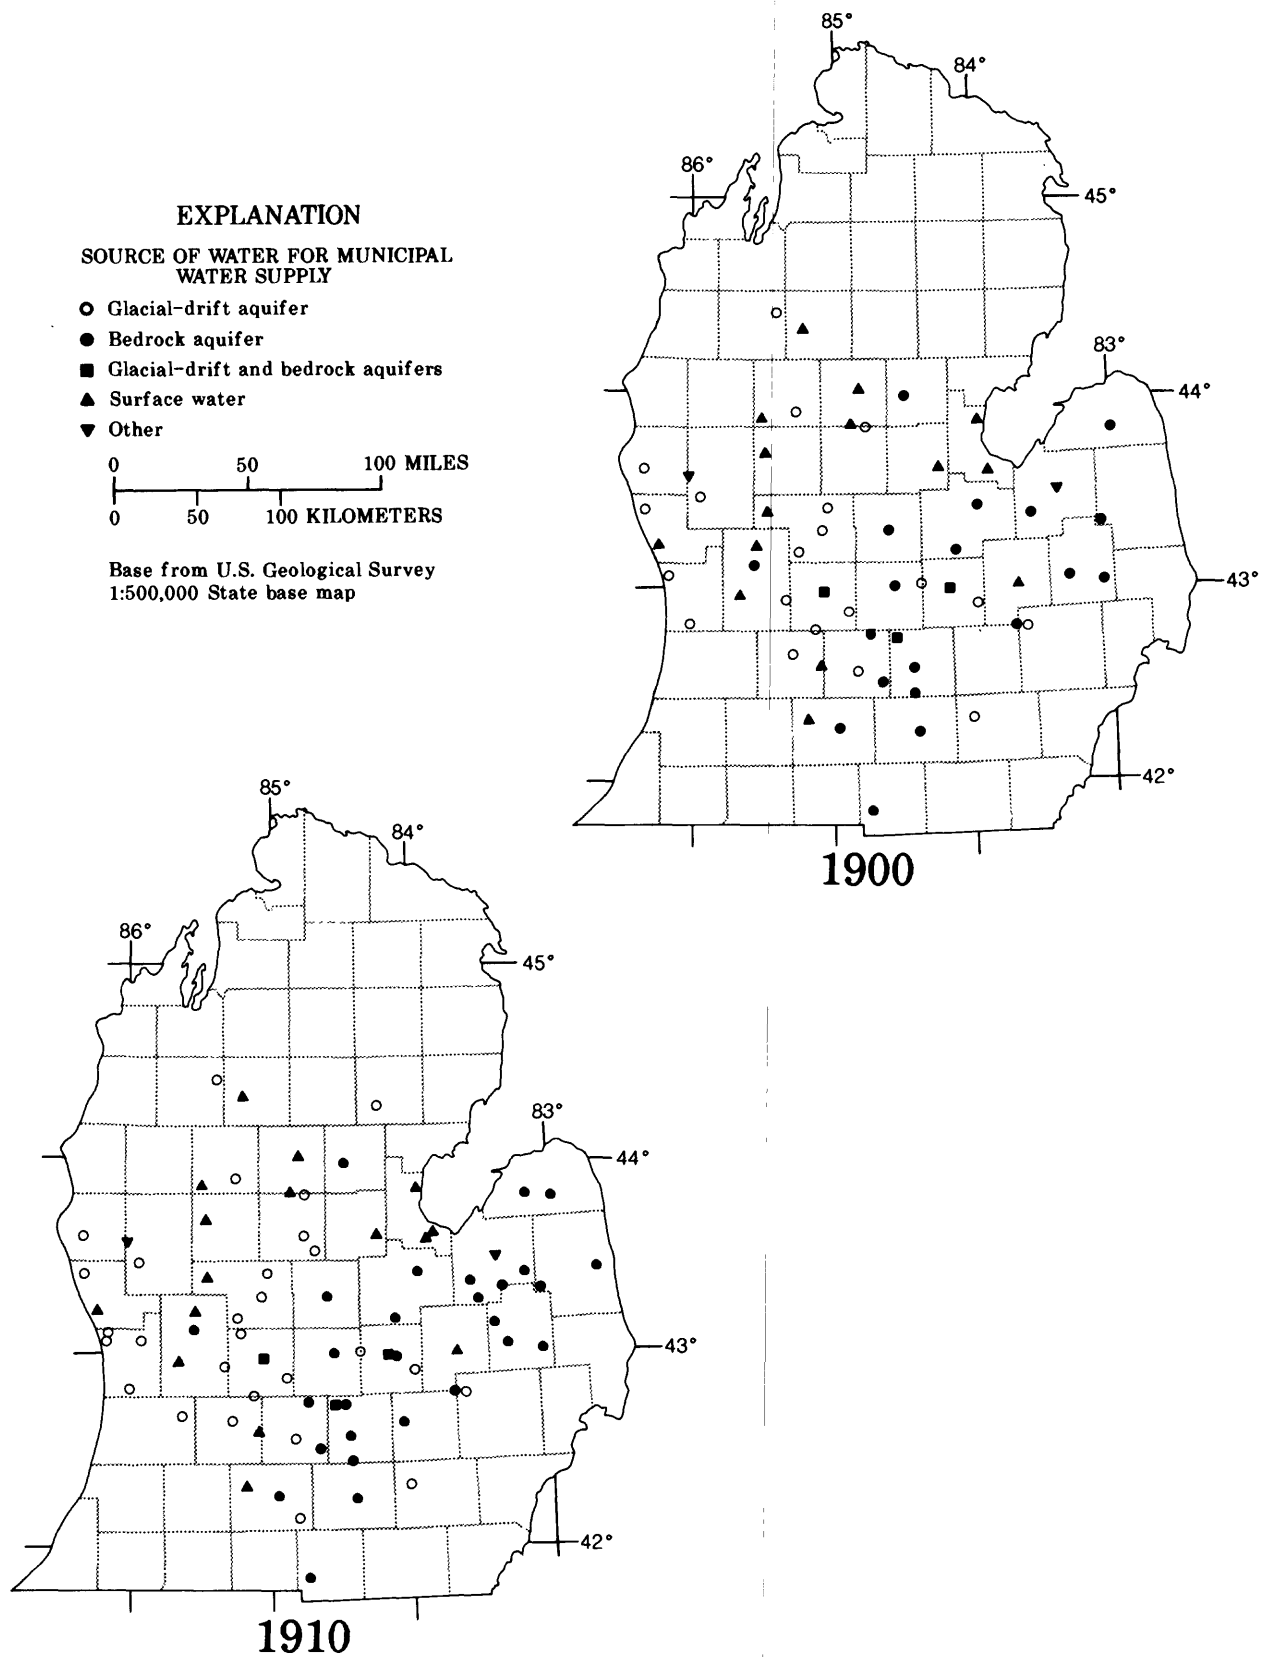 85°
84°
86°
45°
EXPLANATION
SOURCE OF WATER FOR MUNICIPAL
WATER SUPPLY
Glacial-drift aquifer
Bedrock aquifer
Glacial-drift and bedrock aquifers
Surface water
Other
0 50 100 MILES
0 50 100 KILOMETERS
Base from U.S. Geological Survey
1:500,000 State base map
83°
44°
43°
42°
1900
85°
84°
86°
45°
83°
44°
43°
42°
1910